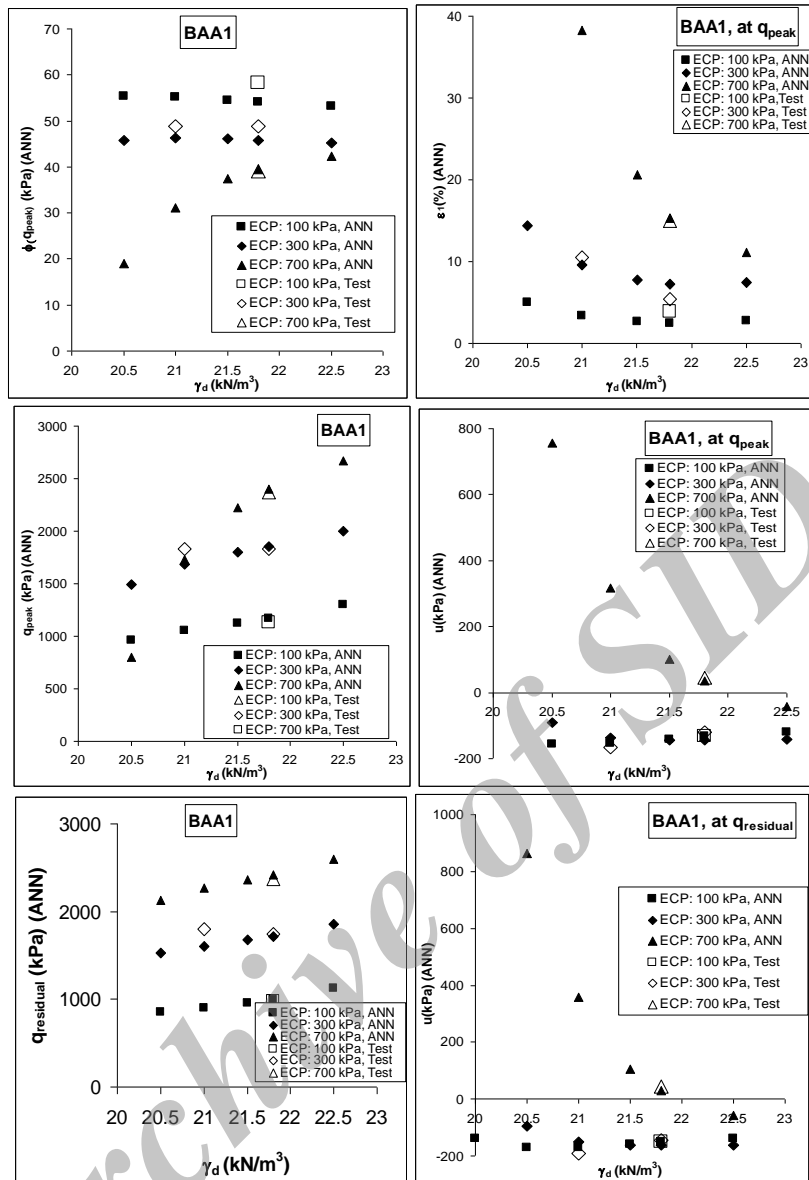 BAA1
70
60
50
40
30
20
10
0
ϕ(qpeak) (kPa) (ANN)
ECP: 100 kPa, ANN
ECP: 300 kPa, ANN
ECP: 700 kPa, ANN
ECP: 100 kPa, Test
ECP: 300 kPa, Test
ECP: 700 kPa, Test
20 20.5 21 21.5 22 22.5 23
γd (kN/m³)
BAA1, at qpeak
40
30
20
10
0
ε1(%) (ANN)
ECP: 100 kPa, ANN
ECP: 300 kPa, ANN
ECP: 700 kPa, ANN
ECP: 100 kPa,Test
ECP: 300 kPa, Test
ECP: 700 kPa, Test
20 20.5 21 21.5 22 22.5 23
γd (kN/m³)
BAA1
3000
2500
2000
1500
1000
500
0
qpeak (kPa) (ANN)
ECP: 100 kPa, ANN
ECP: 300 kPa, ANN
ECP: 700 kPa, ANN
ECP: 100 kPa, Test
ECP: 300 kPa, Test
ECP: 700 kPa, Test
20 20.5 21 21.5 22 22.5 23
γd (kN/m³)
BAA1, at qpeak
800
600
400
200
0
-200
u(kPa) (ANN)
ECP: 100 kPa, ANN
ECP: 300 kPa, ANN
ECP: 700 kPa, ANN
ECP: 100 kPa, Test
ECP: 300 kPa, Test
ECP: 700 kPa, Test
20 20.5 21 21.5 22 22.5 23
γd (kN/m³)
BAA1
3000
2000
1000
0
qresidual (kPa) (ANN)
ECP: 100 kPa, ANN
ECP: 300 kPa, ANN
ECP: 700 kPa, ANN
ECP: 100 kPa, Test
ECP: 300 kPa, Test
ECP: 700 kPa, Test
20 20.5 21 21.5 22 22.5 23
γd (kN/m³)
BAA1, at qresidual
1000
800
600
400
200
0
-200
u(kPa) (ANN)
ECP: 100 kPa, ANN
ECP: 300 kPa, ANN
ECP: 700 kPa, ANN
ECP: 100 kPa, Test
ECP: 300 kPa, Test
ECP: 700 kPa, Test
20 20.5 21 21.5 22 22.5 23
γd (kN/m³)
rchive of SID